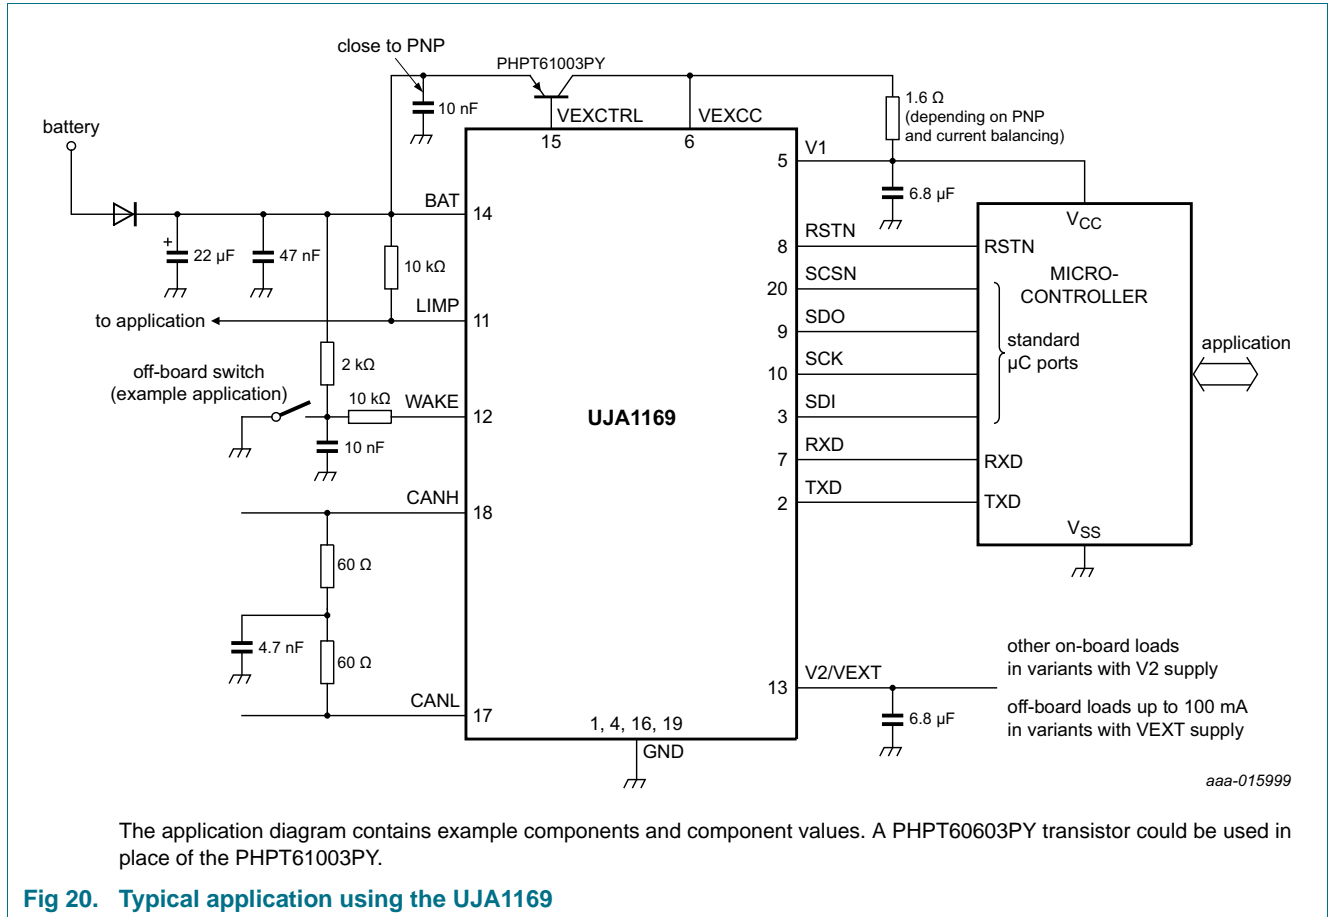 close to PNP
PHPT61003PY
10 nF
VEXCTRL
VEXCC
15
6
1.6 Ω
(depending on PNP
and current balancing)
battery
V1
5
6.8 µF
BAT
14
+
22 µF
47 nF
10 kΩ
LIMP
11
to application
2 kΩ
off-board switch
(example application)
10 kΩ
WAKE
12
10 nF
UJA1169
RSTN
8
SCSN
20
SDO
9
SCK
10
SDI
3
RXD
7
TXD
2
VCC
RSTN
MICRO-
CONTROLLER
standard
µC ports
RXD
TXD
VSS
application
CANH
18
60 Ω
4.7 nF
60 Ω
CANL
17
1, 4, 16, 19
GND
V2/VEXT
13
6.8 µF
other on-board loads
in variants with V2 supply
off-board loads up to 100 mA
in variants with VEXT supply
aaa-015999
The application diagram contains example components and component values. A PHPT60603PY transistor could be used in
place of the PHPT61003PY.
Fig 20. Typical application using the UJA1169